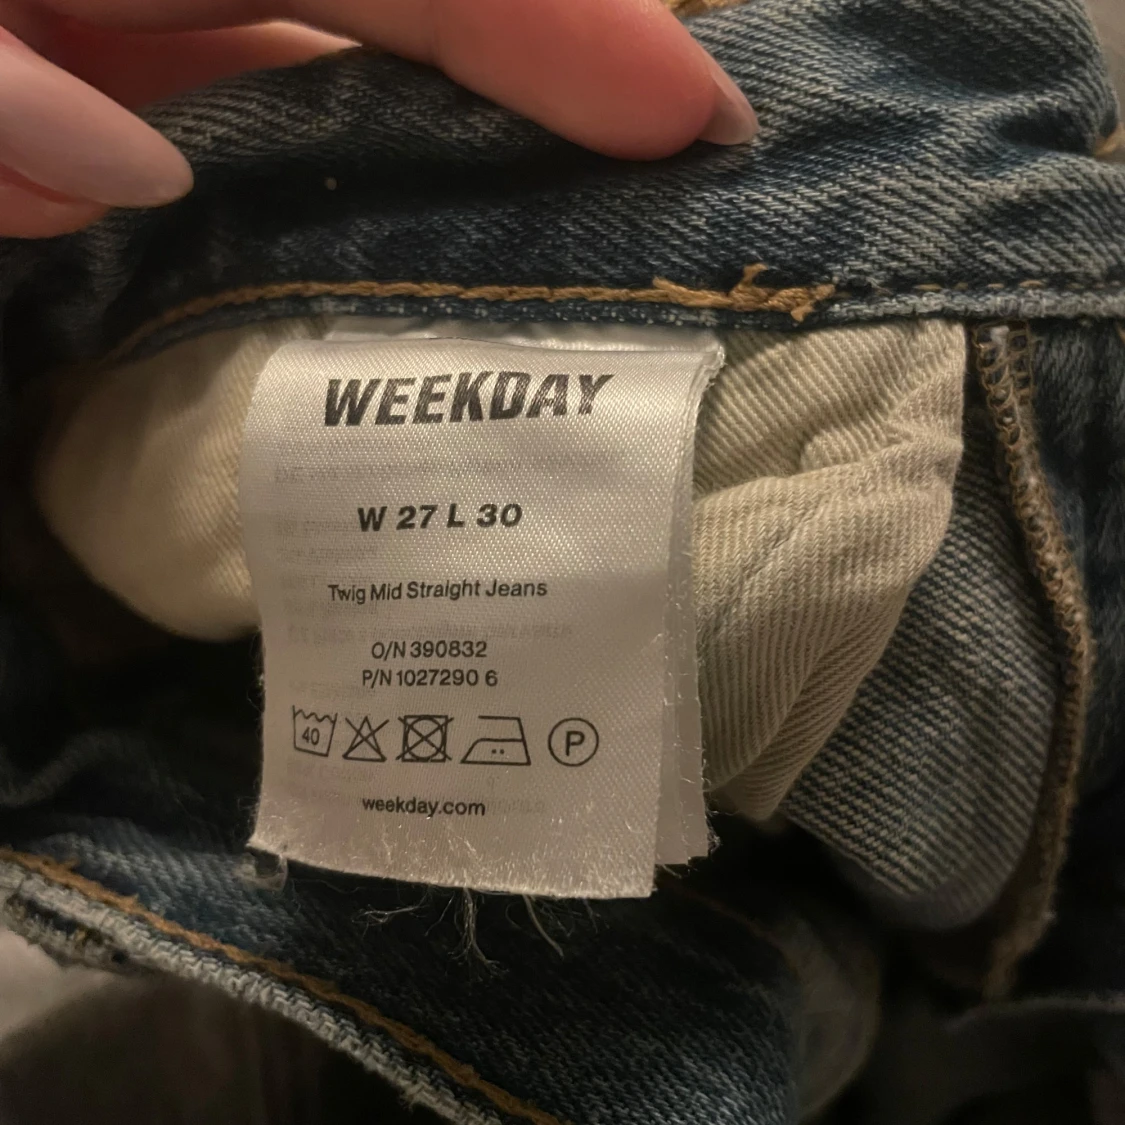 WEEKDAY
W 27 L 30
Twig Mid Straight Jeans
O/N 390832
P/N 1027290 6
40
P
weekday.com